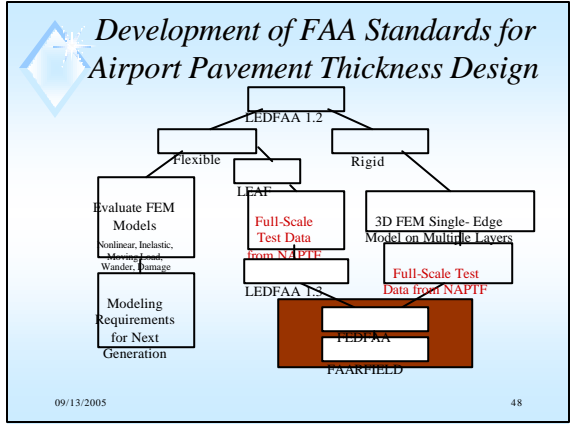 Development of FAA Standards for
Airport Pavement Thickness Design
LEDFAA 1.2
Flexible
Rigid
LEAF
Evaluate FEM
Models
Nonlinear, Inelastic,
Moving Load,
Wander, Damage
Full-Scale
Test Data
from NAPTF
3D FEM Single- Edge
Model on Multiple Layers
LEDFAA 1.3
Full-Scale Test
Data from NAPTF
Modeling
Requirements
for Next
Generation
FEDFAA
FAARFIELD
09/13/2005
48